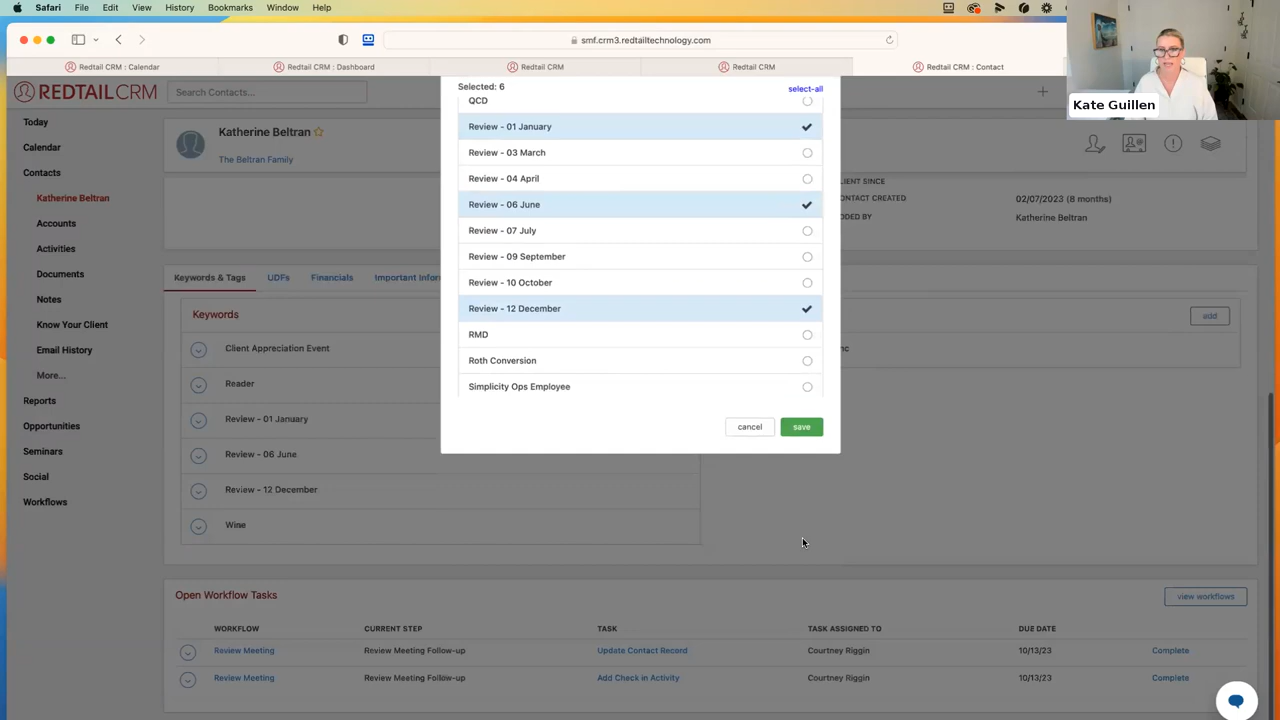 Safari File Edit View History Bookmarks Window Help
smf.crm3.redtailtechnology.com
Redtail CRM : Calendar
Redtail CRM : Dashboard
Redtail CRM
Redtail CRM
Redtail CRM : Contact
Kate Guillen
REDTAILCRM
Search Contacts...
Today
Calendar
Contacts
Katherine Beltran
Accounts
Activities
Documents
Notes
Know Your Client
Email History
More...
Reports
Opportunities
Seminars
Social
Workflows
Katherine Beltran
The Beltran Family
LIENT SINCE
ONTACT CREATED 02/07/2023 (8 months)
DDED BY Katherine Beltran
Keywords & Tags UDFs Financials Important Infor
Keywords
Client Appreciation Event
Reader
Review - 01 January
Review - 06 June
Review - 12 December
Wine
add
nc
Selected: 6
select-all
QCD
Review - 01 January
Review - 03 March
Review - 04 April
Review - 06 June
Review - 07 July
Review - 09 September
Review - 10 October
Review - 12 December
RMD
Roth Conversion
Simplicity Ops Employee
cancel
save
Open Workflow Tasks
view workflows
WORKFLOW CURRENT STEP TASK TASK ASSIGNED TO DUE DATE
Review Meeting Review Meeting Follow-up Update Contact Record Courtney Riggin 10/13/23 Complete
Review Meeting Review Meeting Follow-up Add Check in Activity Courtney Riggin 10/13/23 Complete